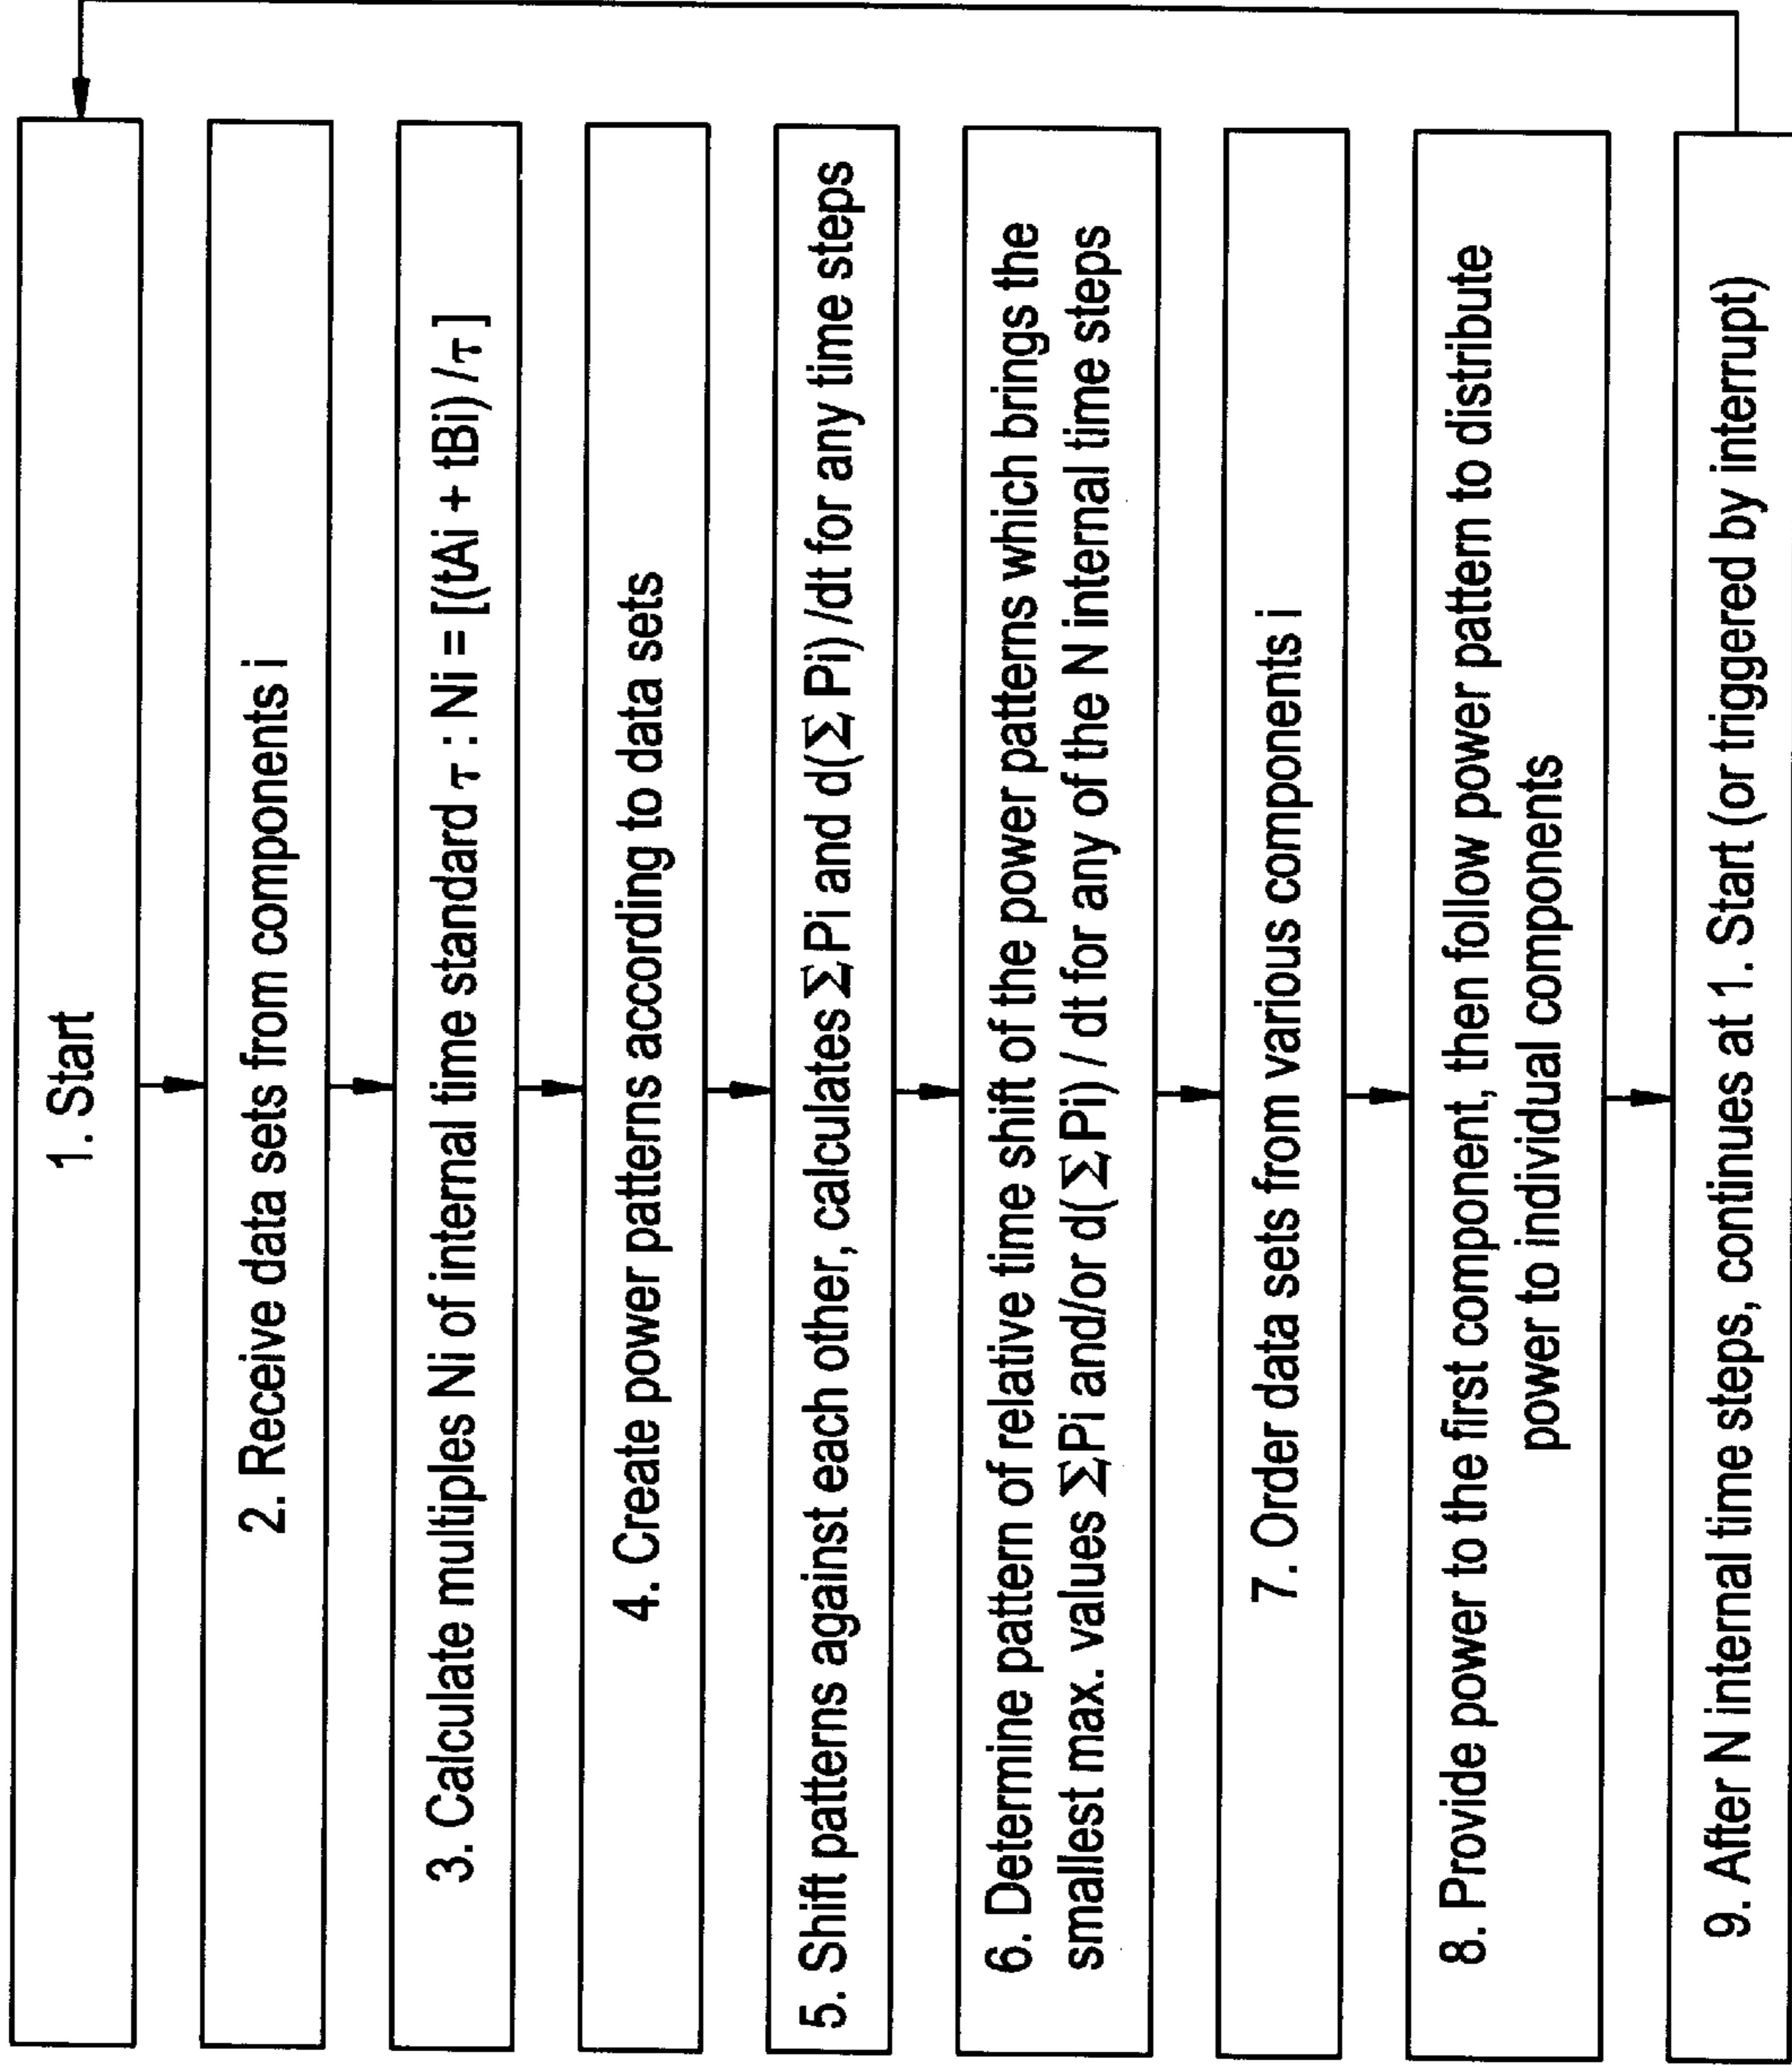 1. Start
2. Receive data sets from components i
3. Calculate multiples Ni of internal time standard τ : Ni = [(tAi + tBi) /τ ]
4. Create power patterns according to data sets
5. Shift patterns against each other, calculates ∑Pi and d(∑ Pi) /dt for any time steps
6. Determine pattern of relative time shift of the power patterns which brings the
smallest max. values ∑Pi and/or d(∑Pi) / dt for any of the N internal time steps
7. Order data sets from various components i
8. Provide power to the first component, then follow power pattern to distribute
power to individual components
9. After N internal time steps, continues at 1. Start (or triggered by interrupt)